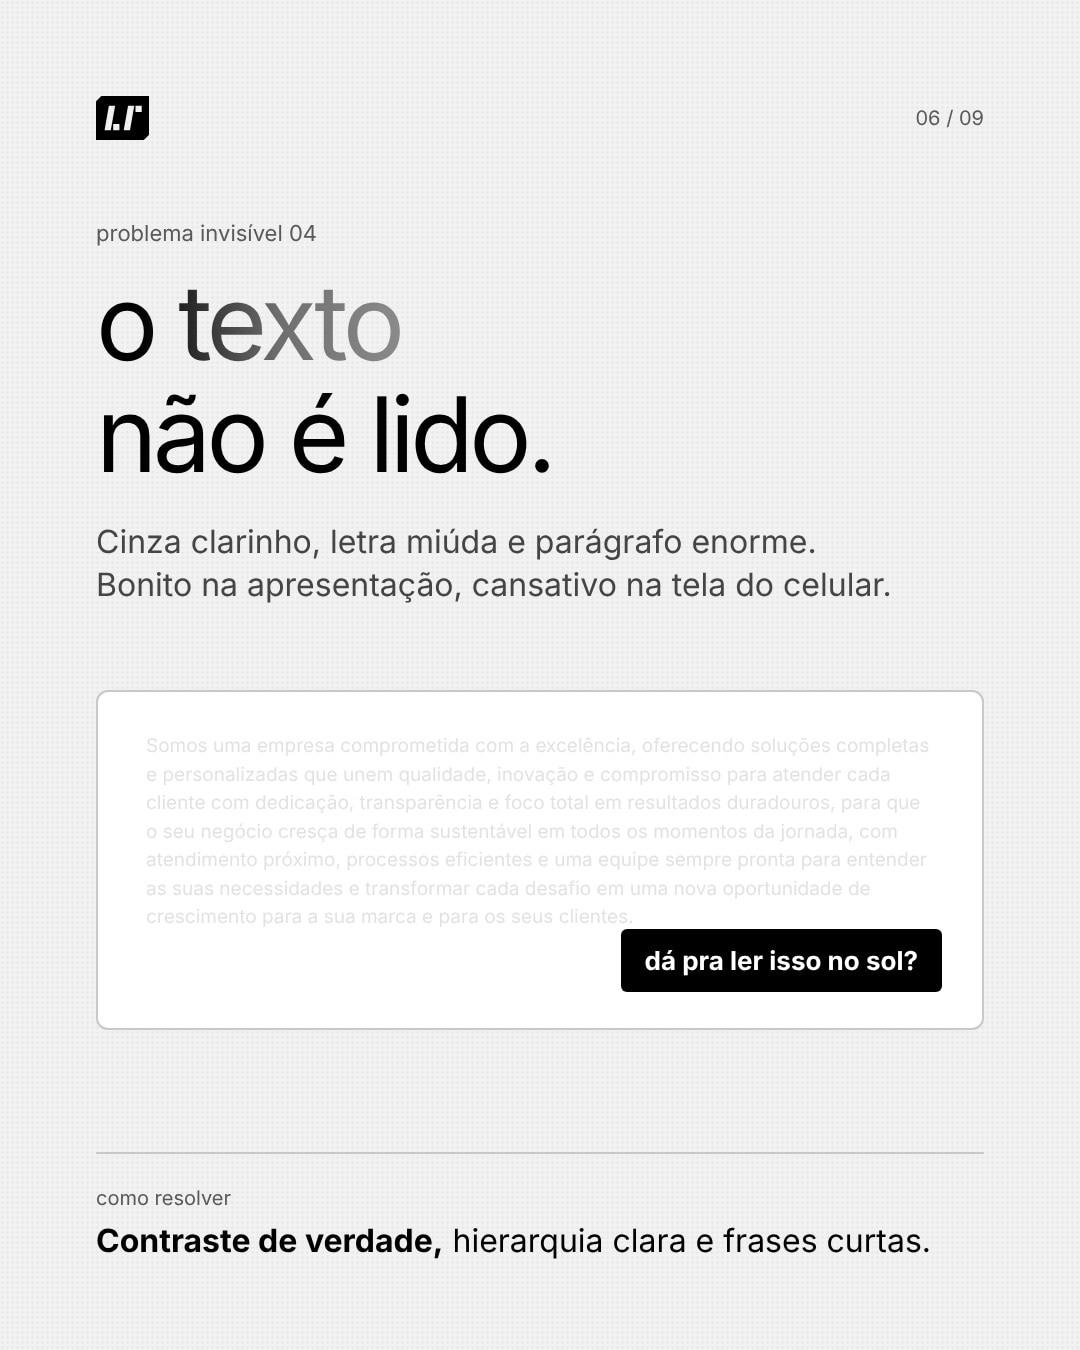 LT
06 / 09
problema invisível 04
o texto
não é lido.
Cinza clarinho, letra miúda e parágrafo enorme.
Bonito na apresentação, cansativo na tela do celular.
Somos uma empresa comprometida com a excelência, oferecendo soluções completas
e personalizadas que unem qualidade, inovação e compromisso para atender cada
cliente com dedicação, transparência e foco total em resultados duradouros, para que
o seu negócio cresça de forma sustentável em todos os momentos da jornada, com
atendimento próximo, processos eficientes e uma equipe sempre pronta para entender
as suas necessidades e transformar cada desafio em uma nova oportunidade de
crescimento para a sua marca e para os seus clientes.
dá pra ler isso no sol?
como resolver
Contraste de verdade, hierarquia clara e frases curtas.